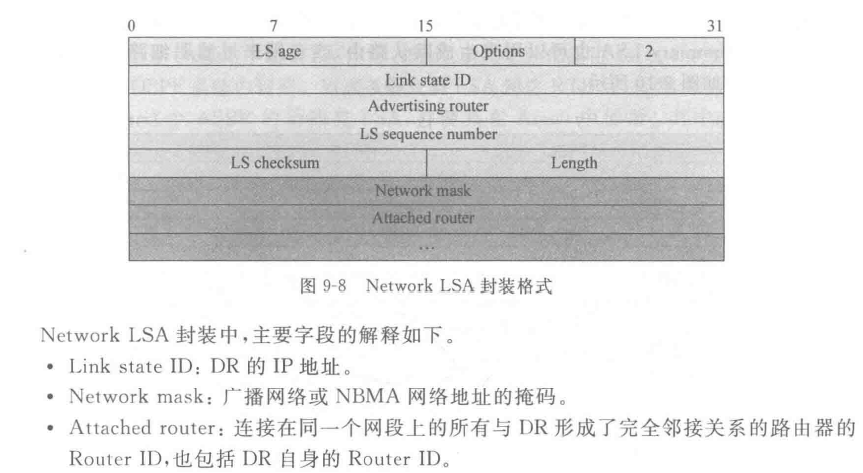 0 7 15 31
LS age Options 2
Link state ID
Advertising router
LS sequence number
LS checksum Length
Network mask
Attached router
…
图 9-8 Network LSA 封装格式
Network LSA 封装中,主要字段的解释如下。
• Link state ID: DR 的 IP 地址。
• Network mask: 广播网络或 NBMA 网络地址的掩码。
• Attached router: 连接在同一个网段上的所有与 DR 形成了完全邻接关系的路由器的
Router ID,也包括 DR 自身的 Router ID。